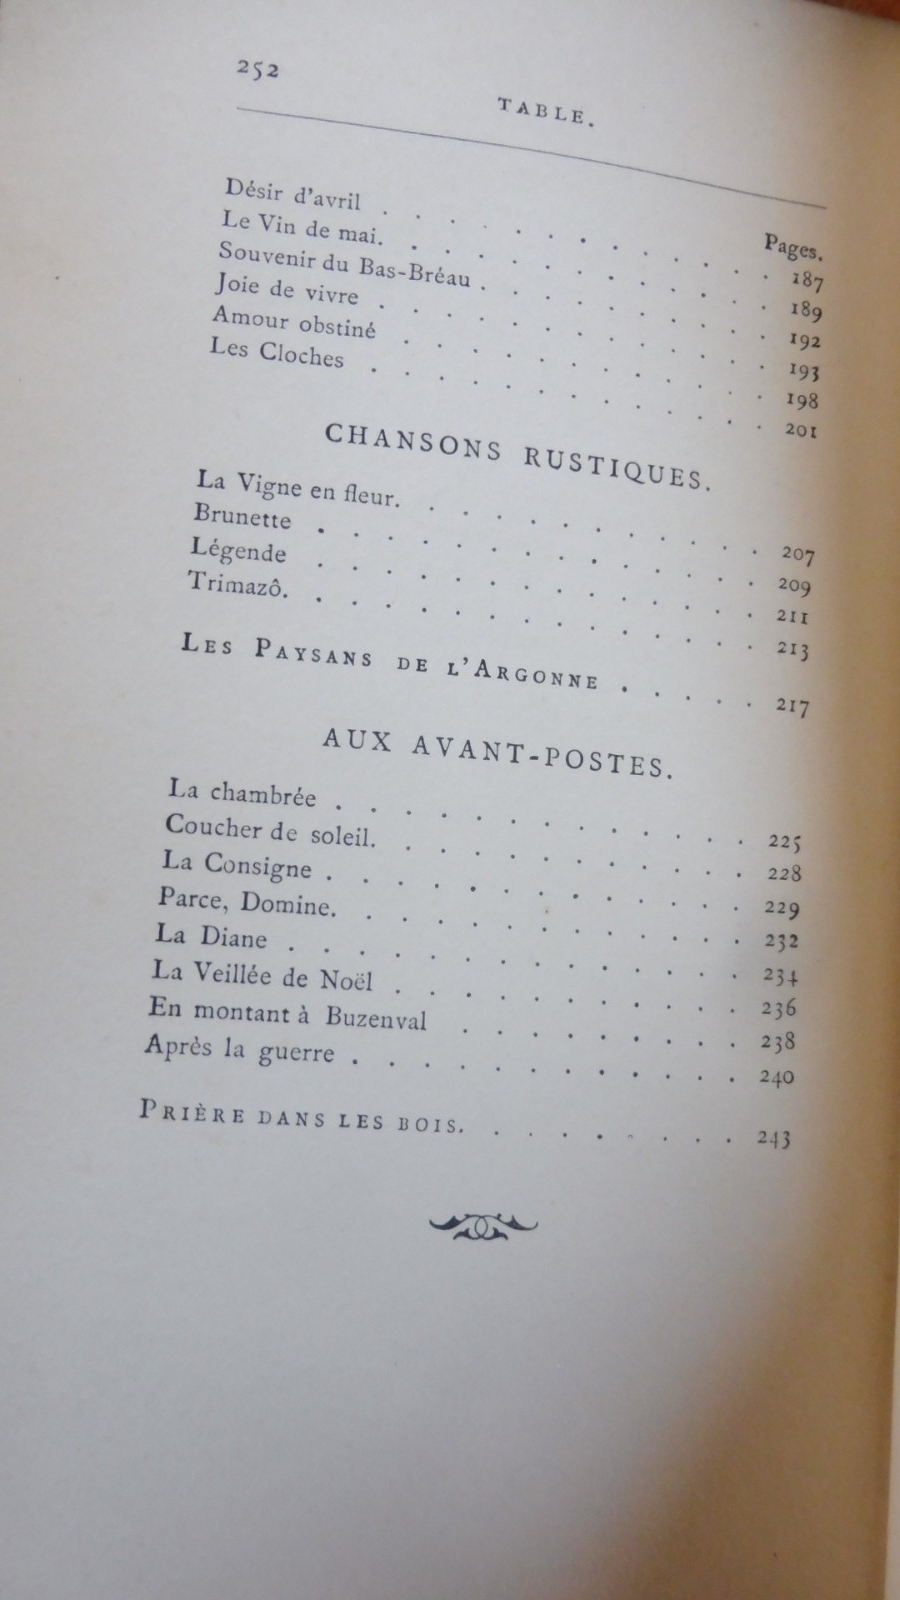 252
TABLE.
Pages.
Désir d'avril . . . . . . . . . . . . 187
Le Vin de mai. . . . . . . . . . . . 189
Souvenir du Bas-Bréau . . . . . . . . . 192
Joie de vivre . . . . . . . . . . . . 193
Amour obstiné . . . . . . . . . . . . 198
Les Cloches . . . . . . . . . . . . 201
CHANSONS RUSTIQUES.
La Vigne en fleur. . . . . . . . . . . 207
Brunette . . . . . . . . . . . . . 209
Légende . . . . . . . . . . . . . 211
Trimazô. . . . . . . . . . . . . . 213
LES PAYSANS DE L'ARGONNE . . . . . 217
AUX AVANT-POSTES.
La chambrée . . . . . . . . . . . . 225
Coucher de soleil. . . . . . . . . . . 228
La Consigne . . . . . . . . . . . . 229
Parce, Domine. . . . . . . . . . . . 232
La Diane . . . . . . . . . . . . . 234
La Veillée de Noël . . . . . . . . . . 236
En montant à Buzenval . . . . . . . . 238
Après la guerre . . . . . . . . . . . 240
PRIÈRE DANS LES BOIS. . . . . . . . . 243